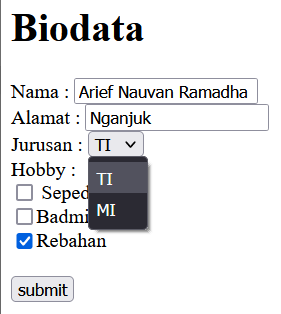 Biodata
Nama : Arief Nauvan Ramadha
Alamat : Nganjuk
Jurusan : TI
TI
MI
Hobby :
Rebahan
submit